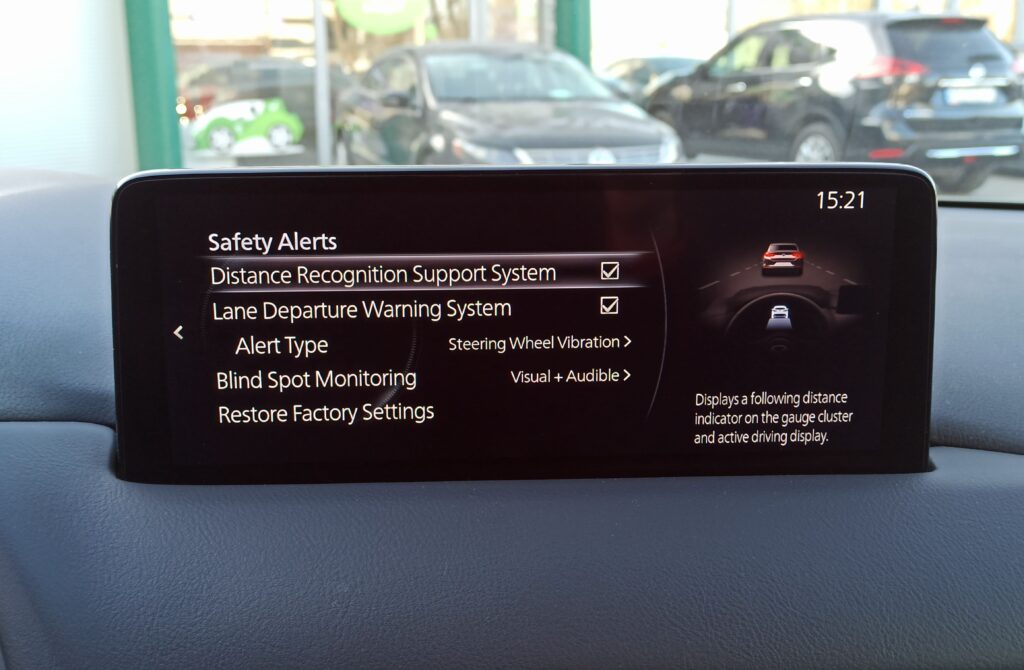 15:21
Safety Alerts
Distance Recognition Support System
Lane Departure Warning System
Alert Type Steering Wheel Vibration >
< Blind Spot Monitoring Visual + Audible >
Restore Factory Settings
Displays a following distance
indicator on the gauge cluster
and active driving display.